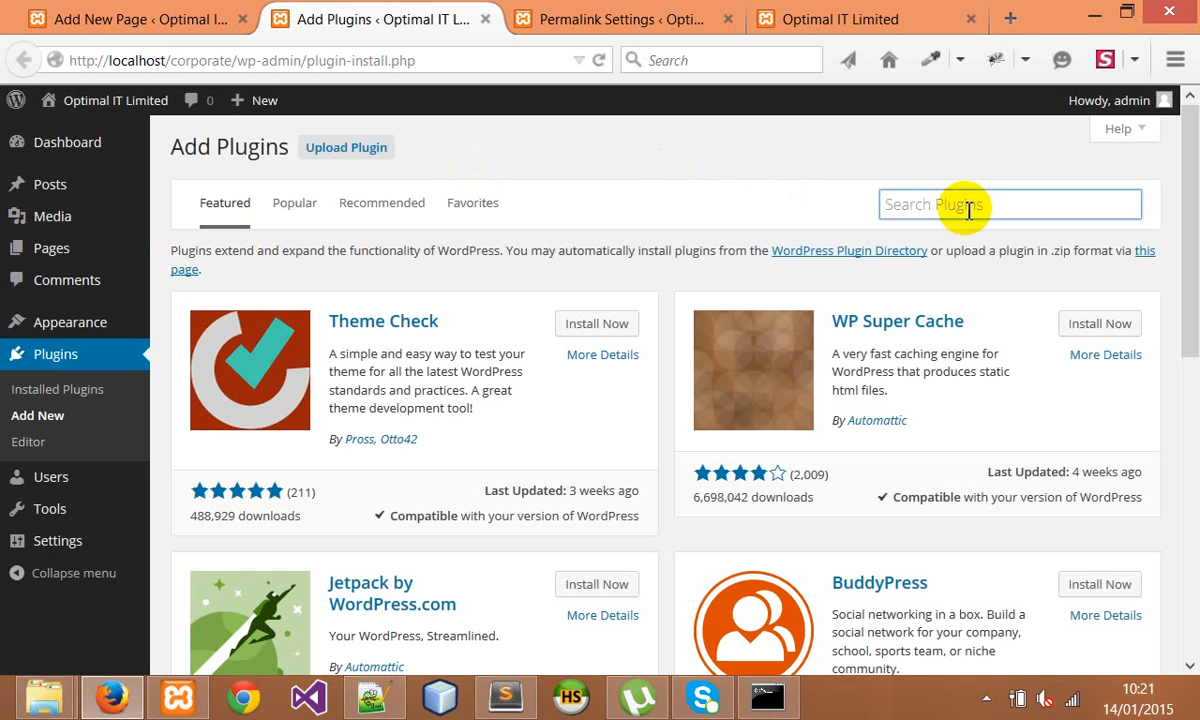 Add New Page ‹ Optimal I...
Add Plugins ‹ Optimal IT L...
Permalink Settings ‹ Opti...
Optimal IT Limited
http://localhost/corporate/wp-admin/plugin-install.php
Search
Optimal IT Limited
0
New
Howdy, admin
Dashboard
Posts
Media
Pages
Comments
Appearance
Plugins
Installed Plugins
Add New
Editor
Users
Tools
Settings
Collapse menu
Help
Add Plugins
Upload Plugin
Featured
Popular
Recommended
Favorites
Search Plugins
Plugins extend and expand the functionality of WordPress. You may automatically install plugins from the WordPress Plugin Directory or upload a plugin in .zip format via this
page.
Theme Check
Install Now
More Details
A simple and easy way to test your
theme for all the latest WordPress
standards and practices. A great
theme development tool!
By Pross, Otto42
(211)
488,929 downloads
Last Updated: 3 weeks ago
Compatible with your version of WordPress
WP Super Cache
Install Now
More Details
A very fast caching engine for
WordPress that produces static
html files.
By Automattic
(2,009)
6,698,042 downloads
Last Updated: 4 weeks ago
Compatible with your version of WordPress
Jetpack by
WordPress.com
Install Now
More Details
Your WordPress, Streamlined.
By Automattic
BuddyPress
Install Now
More Details
Social networking in a box. Build a
social network for your company,
school, sports team, or niche
community.
S
S
HS
10:21
14/01/2015